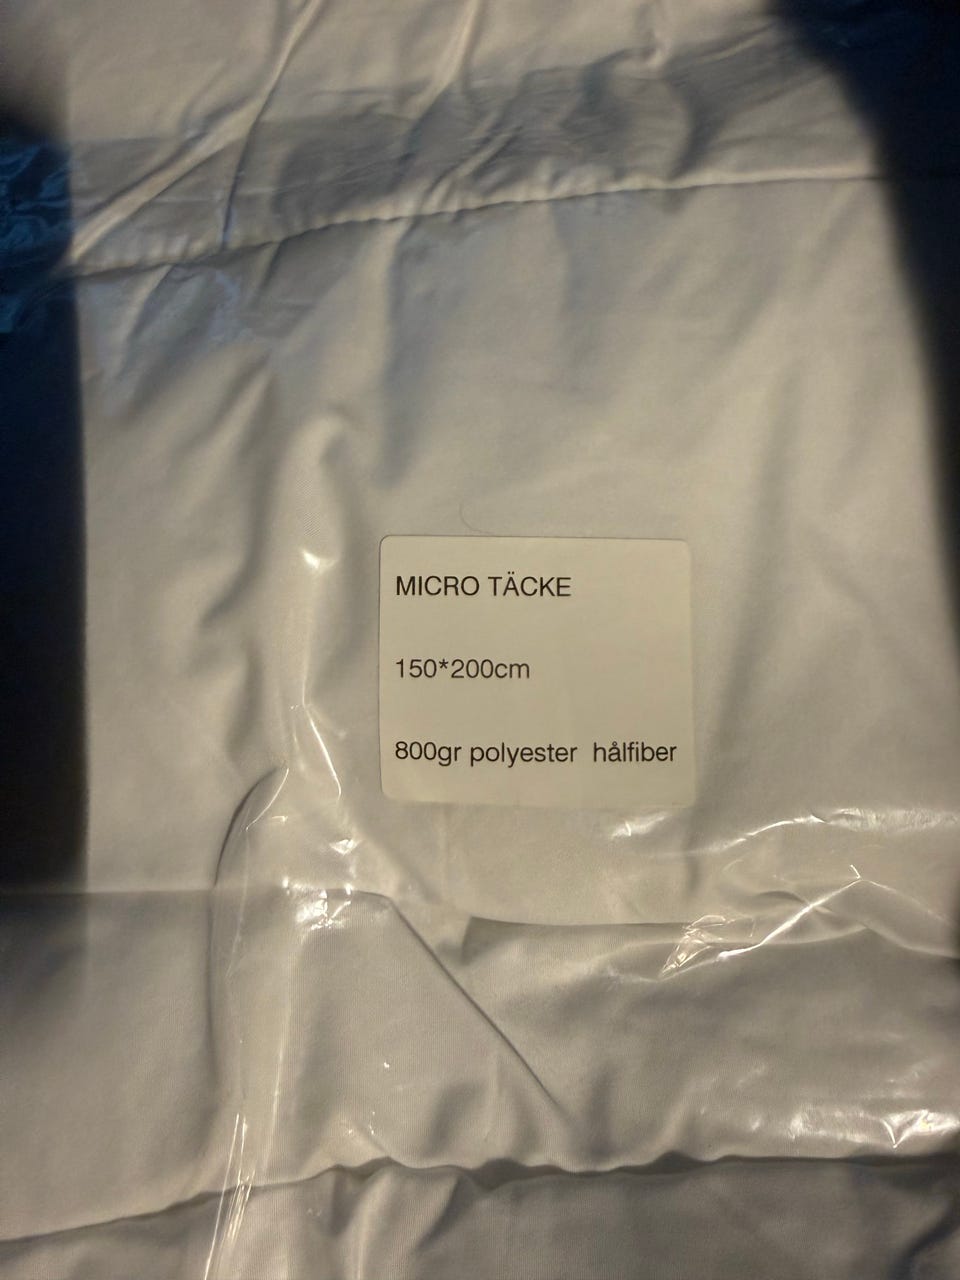 MICRO TÄCKE
150*200cm
800gr polyester hålfiber